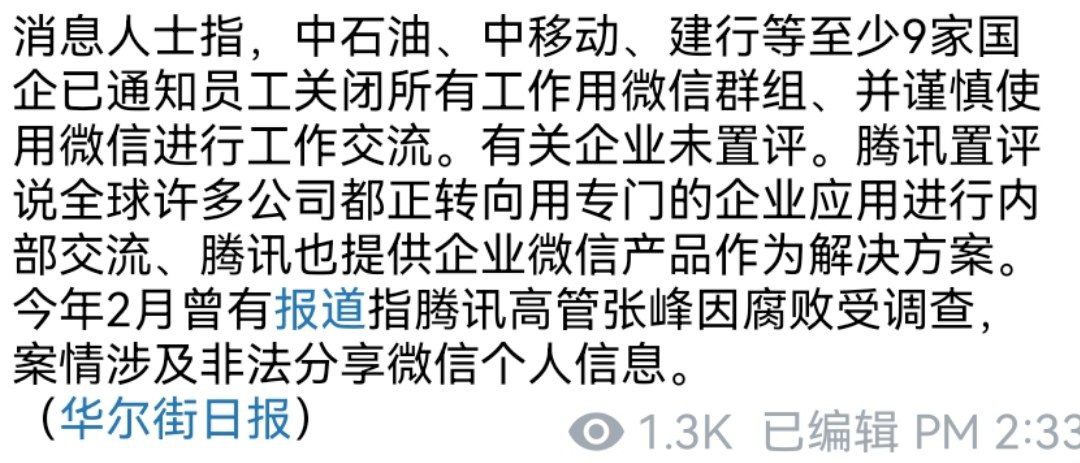 消息人士指，中石油、中移动、建行等至少9家国
企已通知员工关闭所有工作用微信群组、并谨慎使
用微信进行工作交流。有关企业未置评。腾讯置评
说全球许多公司都正转向用专门的企业应用进行内
部交流、腾讯也提供企业微信产品作为解决方案。
今年2月曾有报道指腾讯高管张峰因腐败受调查，
案情涉及非法分享微信个人信息。
（华尔街日报）
1.3K 已编辑 PM 2:33